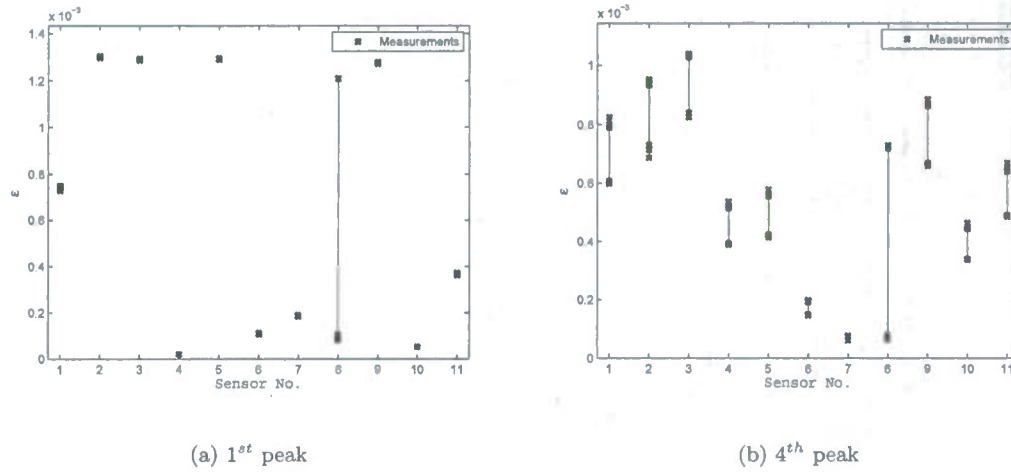 x 10⁻³
Measurements
1.4
1.2
1
0.8
0.6
0.4
0.2
0
ε
1 2 3 4 5 6 7 8 9 10 11
Sensor No.
(a) 1ˢᵗ peak
x 10⁻³
Measurements
1
0.8
0.6
0.4
0.2
0
ε
1 2 3 4 5 6 7 8 9 10 11
Sensor No.
(b) 4ᵗʰ peak